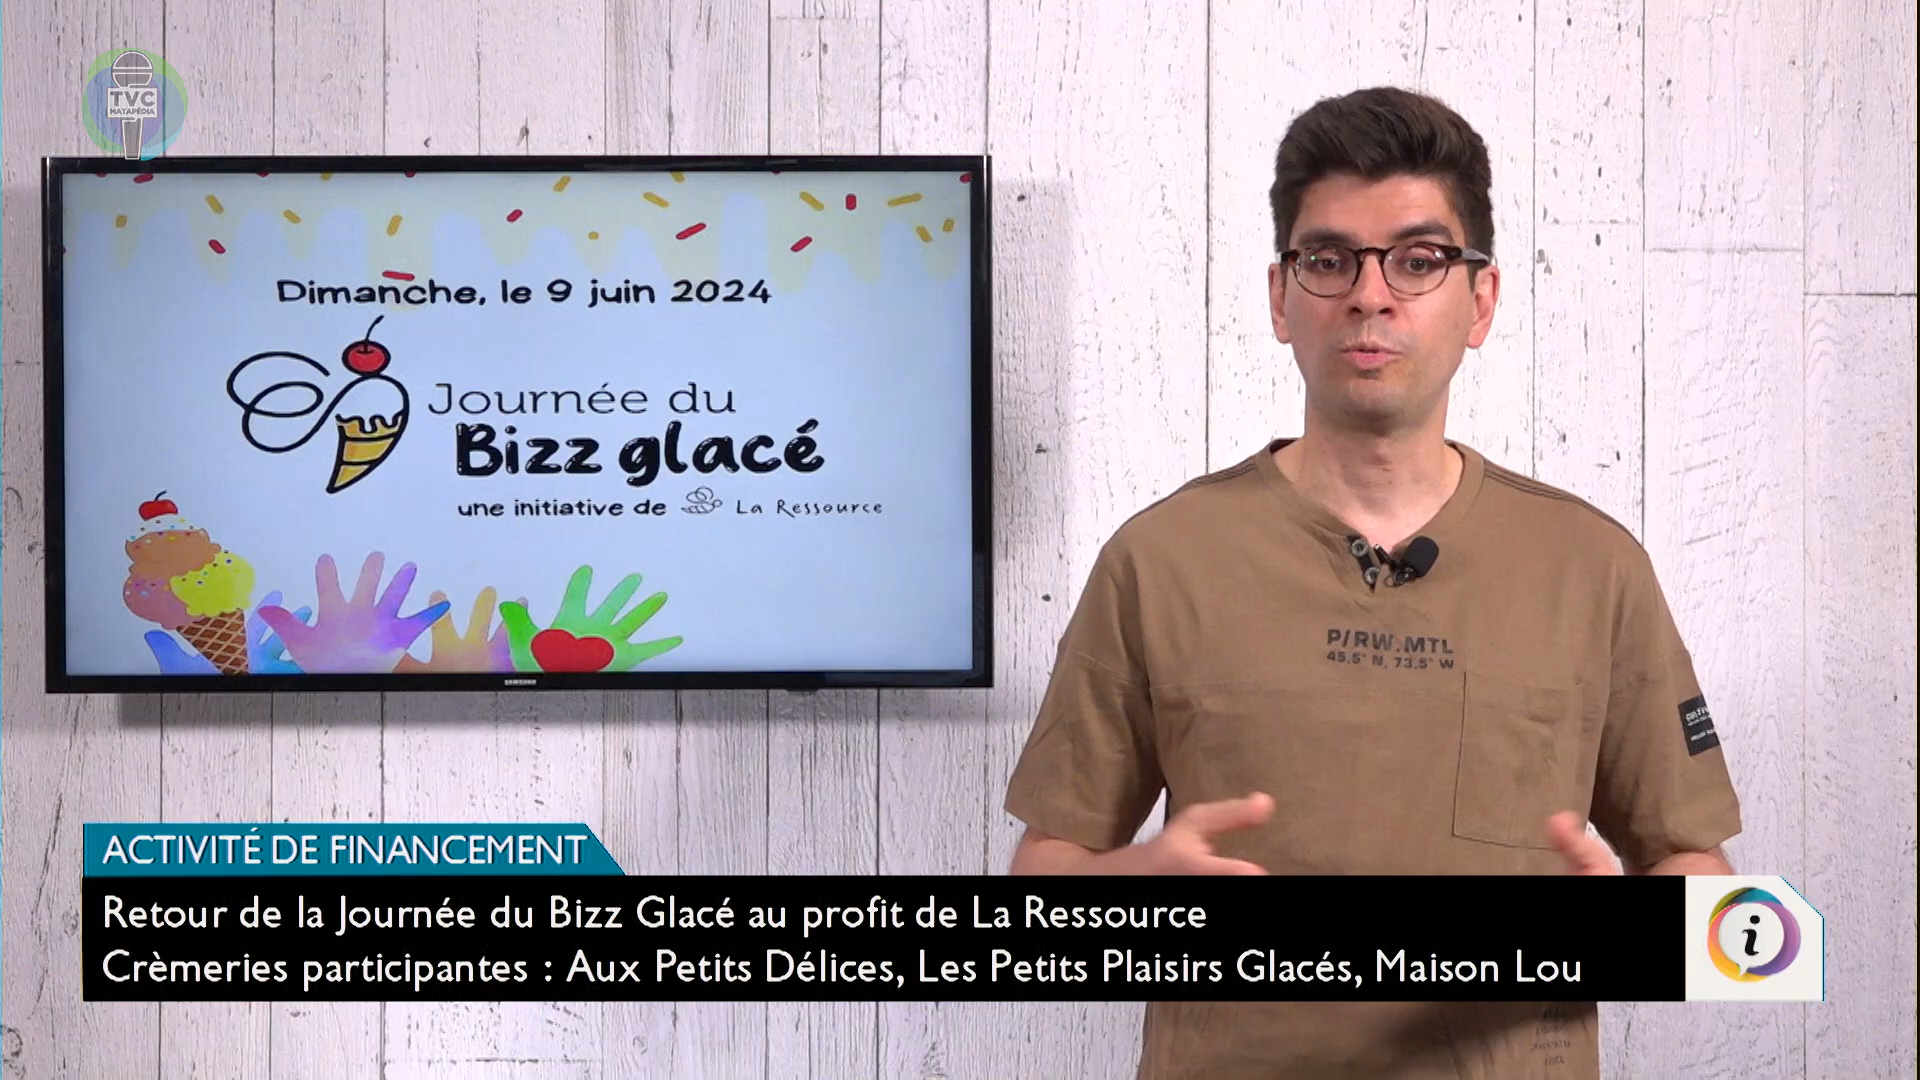 TVC
MATAPÉDIA
Dimanche, le 9 juin 2024
Journée du
Bizz glacé
une initiative de La Ressource
SAMSUNG
P/RW.MTL
45.5° N, 73.5° W
ACTIVITÉ DE FINANCEMENT
Retour de la Journée du Bizz Glacé au profit de La Ressource
Crèmeries participantes : Aux Petits Délices, Les Petits Plaisirs Glacés, Maison Lou
i